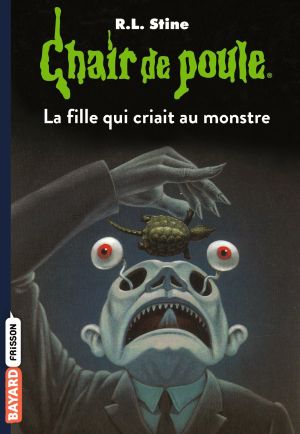 R.L. Stine
Chair de poule®
La fille qui criait au monstre
BAYARD
FRISSON